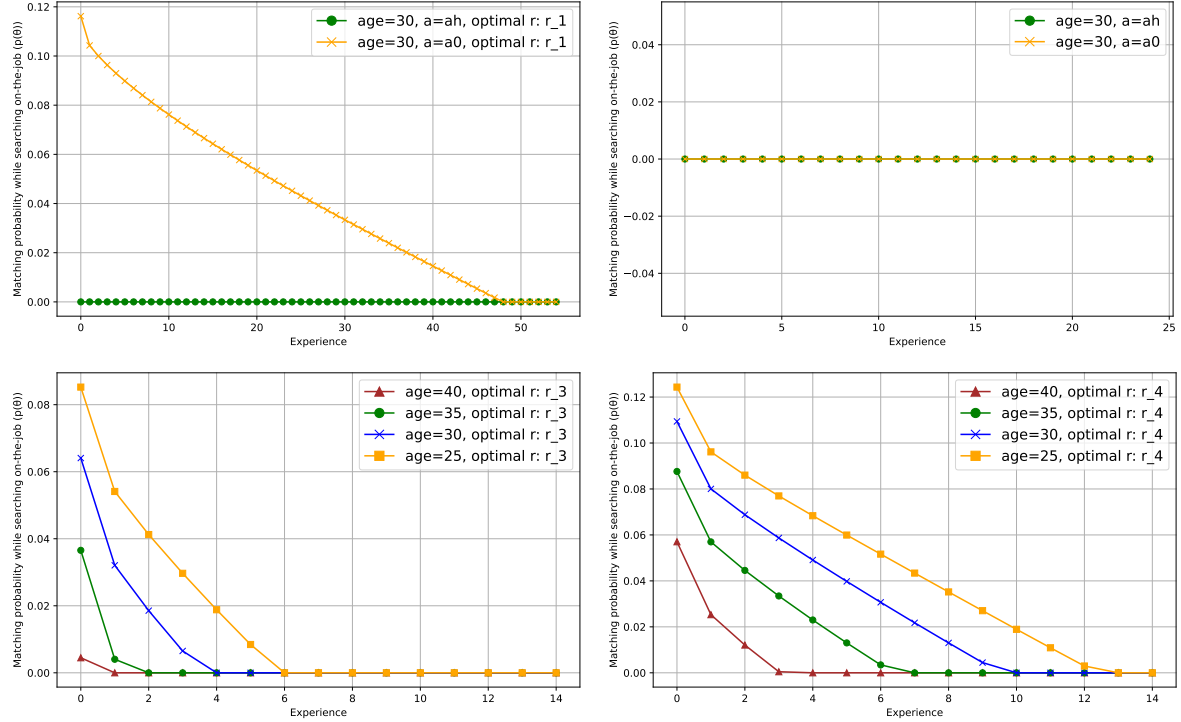 Matching probability while searching on-the-job (p(θ))
0.12
0.10
0.08
0.06
0.04
0.02
0.00
age=30, a=ah, optimal r: r_1
age=30, a=a0, optimal r: r_1
0 10 20 30 40 50
Experience
Matching probability while searching on-the-job (p(θ))
0.04
0.02
0.00
−0.02
−0.04
age=30, a=ah
age=30, a=a0
0 5 10 15 20 25
Experience
Matching probability while searching on-the-job (p(θ))
0.08
0.06
0.04
0.02
0.00
age=40, optimal r: r_3
age=35, optimal r: r_3
age=30, optimal r: r_3
age=25, optimal r: r_3
0 2 4 6 8 10 12 14
Experience
Matching probability while searching on-the-job (p(θ))
0.12
0.10
0.08
0.06
0.04
0.02
0.00
age=40, optimal r: r_4
age=35, optimal r: r_4
age=30, optimal r: r_4
age=25, optimal r: r_4
0 2 4 6 8 10 12 14
Experience